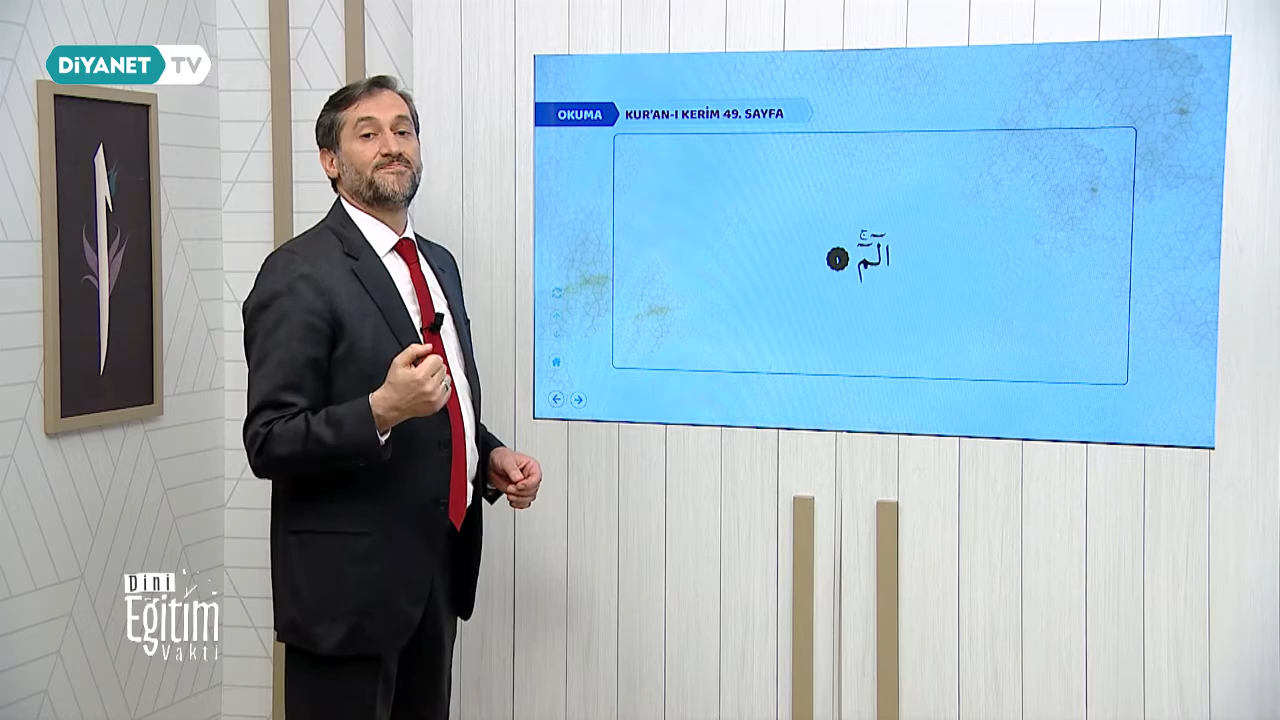 DİYANET TV
OKUMA KUR'AN-I KERİM 49. SAYFA
الٓمٓۚ ١
Dini
Eğitim
Vakti